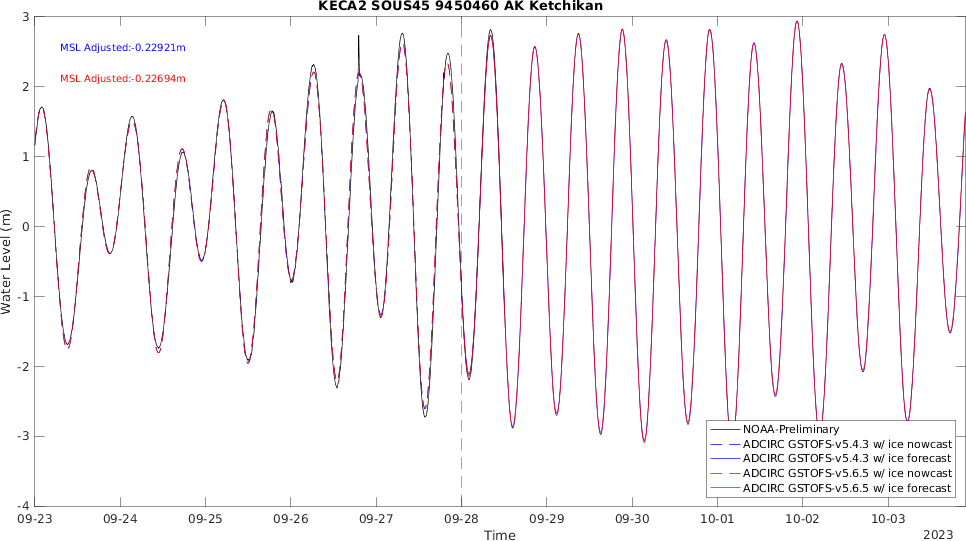 KECA2 SOUS45 9450460 AK Ketchikan
3
MSL Adjusted:-0.22921m
MSL Adjusted:-0.22694m
2
1
0
-1
-2
-3
-4
Water Level (m)
NOAA-Preliminary
ADCIRC GSTOFS-v5.4.3 w/ ice nowcast
ADCIRC GSTOFS-v5.4.3 w/ ice forecast
ADCIRC GSTOFS-v5.6.5 w/ ice nowcast
ADCIRC GSTOFS-v5.6.5 w/ ice forecast
09-23 09-24 09-25 09-26 09-27 09-28 09-29 09-30 10-01 10-02 10-03
Time
2023